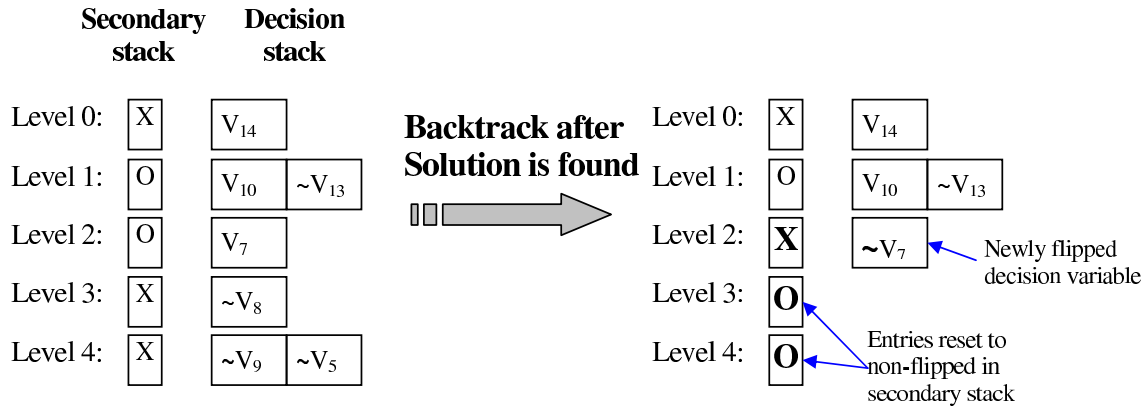 Secondary stack
Decision stack
Level 0: X V14
Level 1: O V10 ~V13
Level 2: O V7
Level 3: X ~V8
Level 4: X ~V9 ~V5
Backtrack after
Solution is found
Level 0: X V14
Level 1: O V10 ~V13
Level 2: X ~V7
Level 3: O
Level 4: O
Newly flipped
decision variable
Entries reset to
non-flipped in
secondary stack